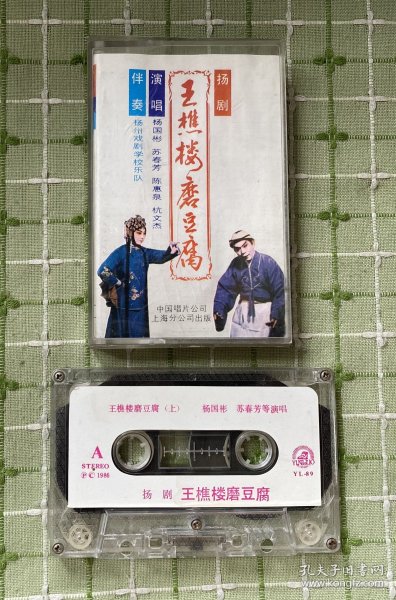 扬剧
王樵楼磨豆腐
演唱 杨国彬 苏春芳 陈惠泉 杭文杰
伴奏 扬州戏剧学校乐队
中国唱片公司
上海分公司出版
王樵楼磨豆腐（上） 杨国彬 苏春芳等演唱
A
STEREO
℗© 1986
YL-89
扬剧 王樵楼磨豆腐
孔夫子旧书网
www.kongfz.com